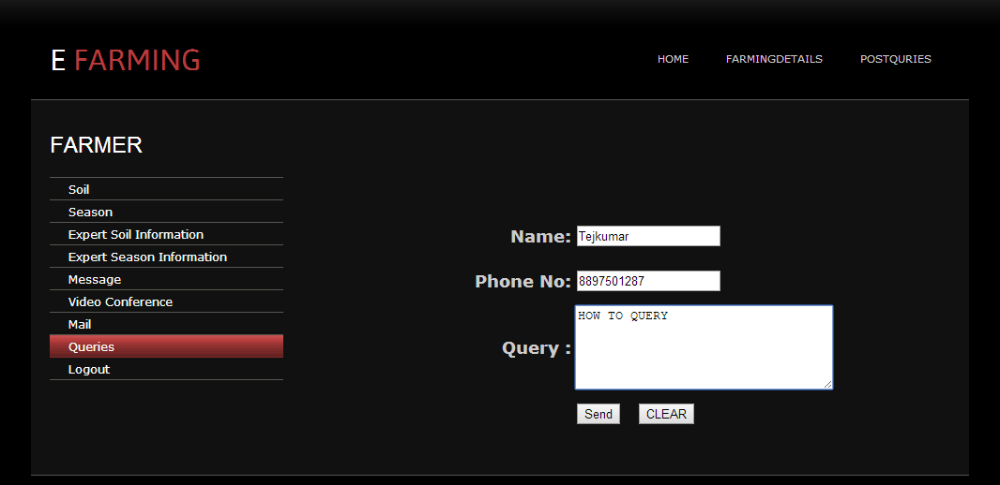 E FARMING
HOME FARMINGDETAILS POSTQURIES
FARMER
Soil
Season
Expert Soil Information
Expert Season Information
Message
Video Conference
Mail
Queries
Logout
Name: Tejkumar
Phone No: 8897501287
Query : HOW TO QUERY
Send CLEAR